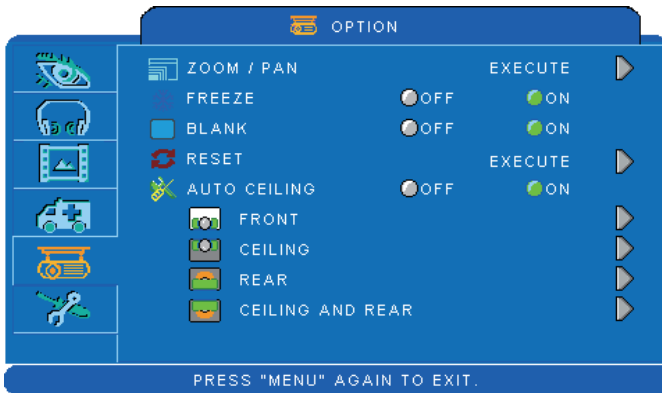 OPTION
ZOOM / PAN EXECUTE
FREEZE OFF ON
BLANK OFF ON
RESET EXECUTE
AUTO CEILING OFF ON
FRONT
CEILING
REAR
CEILING AND REAR
PRESS "MENU" AGAIN TO EXIT.